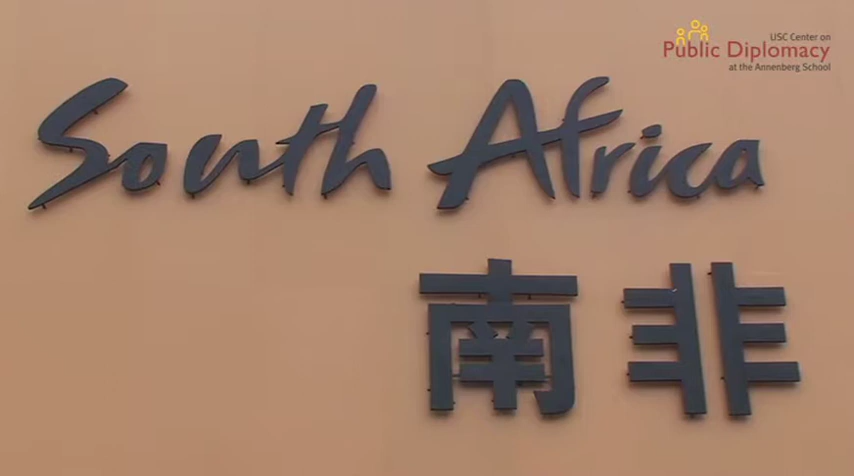 USC Center on
Public Diplomacy
at the Annenberg School
South Africa
南非